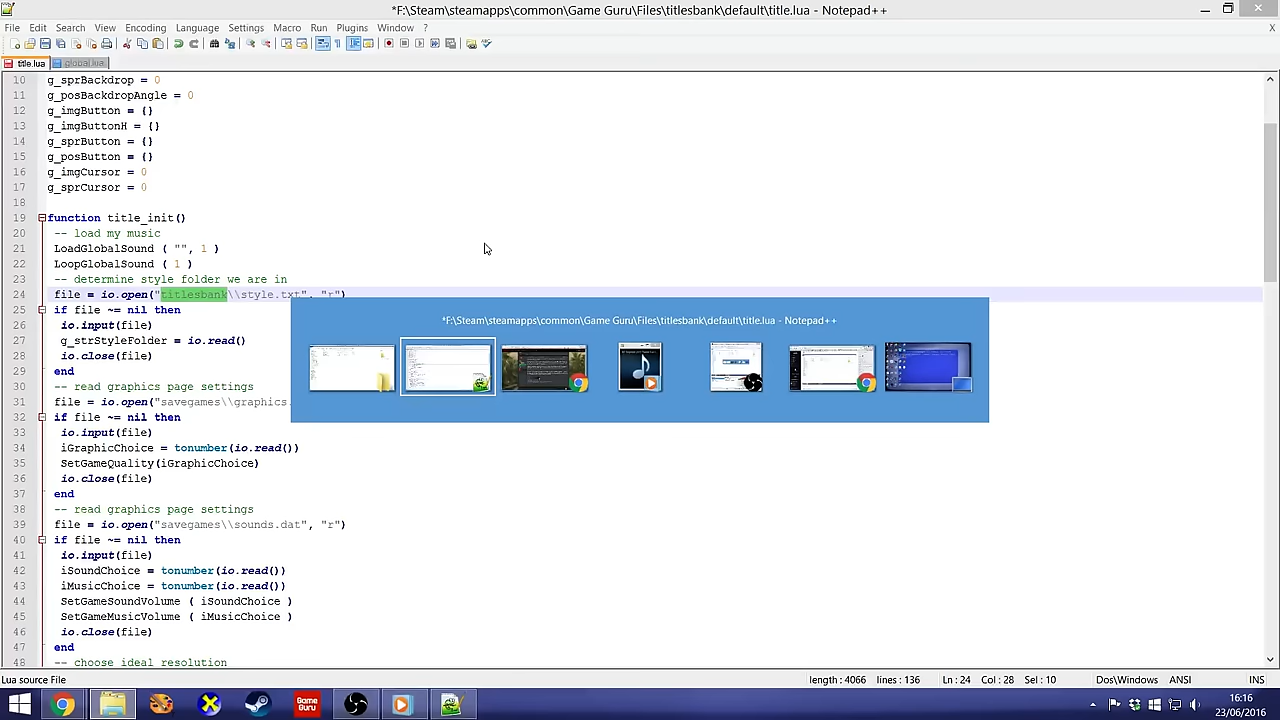 *F:\Steam\steamapps\common\Game Guru\Files\titlesbank\default\title.lua - Notepad++
File Edit Search View Encoding Language Settings Macro Run Plugins Window ? X
title.lua global.lua
10 g_sprBackdrop = 0
11 g_posBackdropAngle = 0
12 g_imgButton = {}
13 g_imgButtonH = {}
14 g_sprButton = {}
15 g_posButton = {}
16 g_imgCursor = 0
17 g_sprCursor = 0
18
19 function title_init()
20 -- load my music
21 LoadGlobalSound ( "", 1 )
22 LoopGlobalSound ( 1 )
23 -- determine style folder we are in
24 file = io.open("titlesbank\\style.txt", "r")
25 if file ~= nil then
26 io.input(file)
27 g_strStyleFolder = io.read()
28 io.close(file)
29 end
30 -- read graphics page settings
31 file = io.open("savegames\\graphics.
32 if file ~= nil then
33 io.input(file)
34 iGraphicChoice = tonumber(io.read())
35 SetGameQuality(iGraphicChoice)
36 io.close(file)
37 end
38 -- read graphics page settings
39 file = io.open("savegames\\sounds.dat", "r")
40 if file ~= nil then
41 io.input(file)
42 iSoundChoice = tonumber(io.read())
43 iMusicChoice = tonumber(io.read())
44 SetGameSoundVolume ( iSoundChoice )
45 SetGameMusicVolume ( iMusicChoice )
46 io.close(file)
47 end
48 -- choose ideal resolution
*F:\Steam\steamapps\common\Game Guru\Files\titlesbank\default\title.lua - Notepad++
Lua source File length : 4066 lines : 136 Ln : 24 Col : 28 Sel : 10 Dos\Windows ANSI INS
Game Guru
16:16
23/06/2016